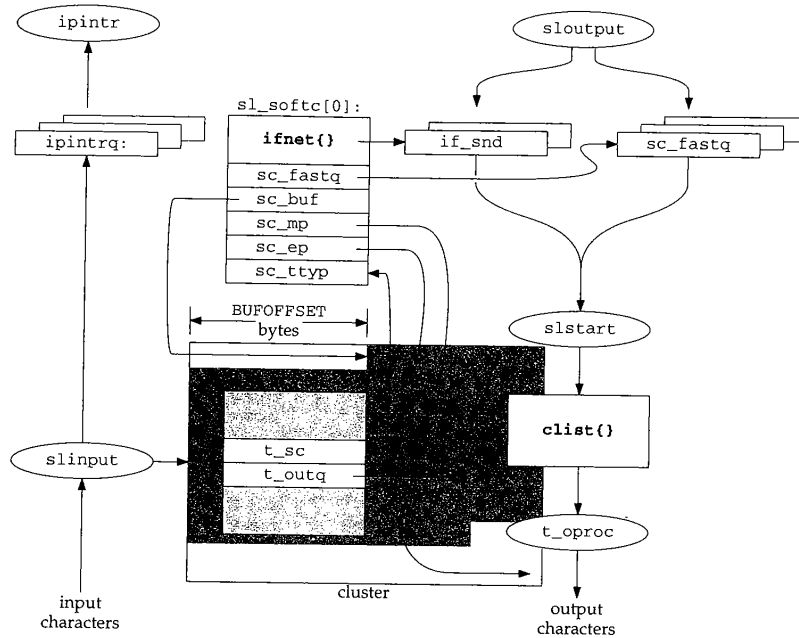 ipintr
sloutput
sl_softc[0]:
ipintrq:
ifnet{}
if_snd
sc_fastq
sc_fastq
sc_buf
sc_mp
sc_ep
sc_ttyp
BUFOFFSET
bytes
slstart
clist{}
slinput
t_sc
t_outq
t_oproc
cluster
input
characters
output
characters